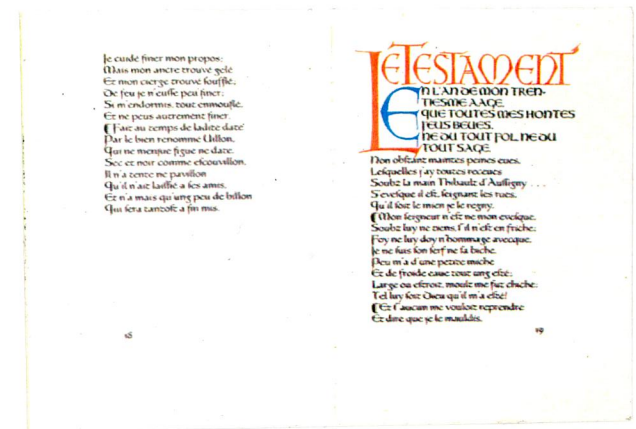 Je cuidé finer mon propos;
Mais mon ancre trouvé gelé
Et mon cierge trouvé soufflé;
De feu je n'eusse peu finer;
Si m'endormis, tout enmouflé,
Et ne peus autrement finer.
Fait au temps de ladite date
Par le bien renommé Uillon,
Qui ne menjue figue ne date.
Sec et noir comme escouvillon,
Il n'a tente ne pavillon
Qu'il n'ait laissié a ses amis,
Et n'a mais qu'ung peu de billon
Qui sera tantost a fin mis.
18
LE TESTAMENT
EN L'AN DE MON TREN-
TIESME AAGE,
QUE TOUTES MES HONTES
J'EUS BEUES,
NE DU TOUT FOL, NE DU
TOUT SAGE,
Non obstant maintes peines eues,
Lesquelles j'ay toutes receues
Soubz la main Thibault d'Aussigny . . .
S'evesque il est, seignant les rues,
Qu'il soit le mien je le regny.
Mon seigneur n'est ne mon evesque,
Soubz luy ne tiens, s'il n'est en friche;
Foy ne luy doy n'hommage avecque,
Je ne suis son serf ne sa biche.
Peu m'a d'une petite miche
Et de froide eaue tout ung esté;
Large ou estroit, moult me fut chiche;
Tel luy soit Dieu qu'il m'a esté!
Et s'aucun me vouloit reprendre
Et dire que je le mauldis,
19